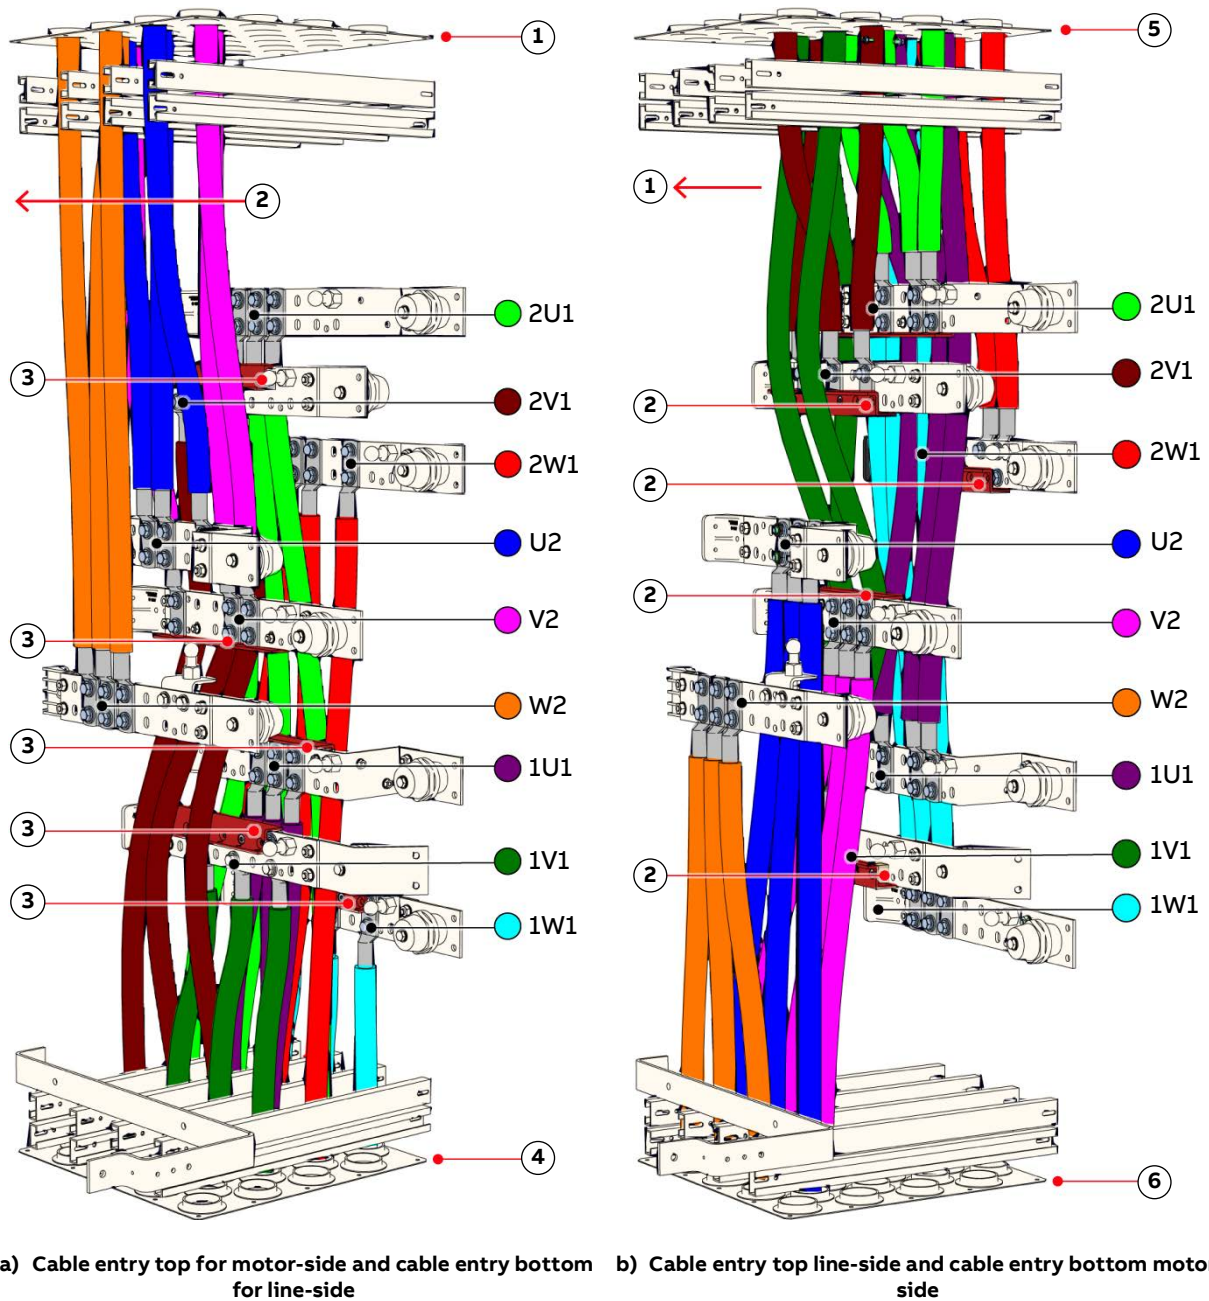 1
2
2U1
3
2V1
2W1
U2
V2
3
W2
3
1U1
3
1V1
3
1W1
4
a) Cable entry top for motor-side and cable entry bottom
for line-side
5
1
2U1
2V1
2
2W1
2
U2
2
V2
W2
1U1
1V1
2
1W1
6
b) Cable entry top line-side and cable entry bottom motor
side